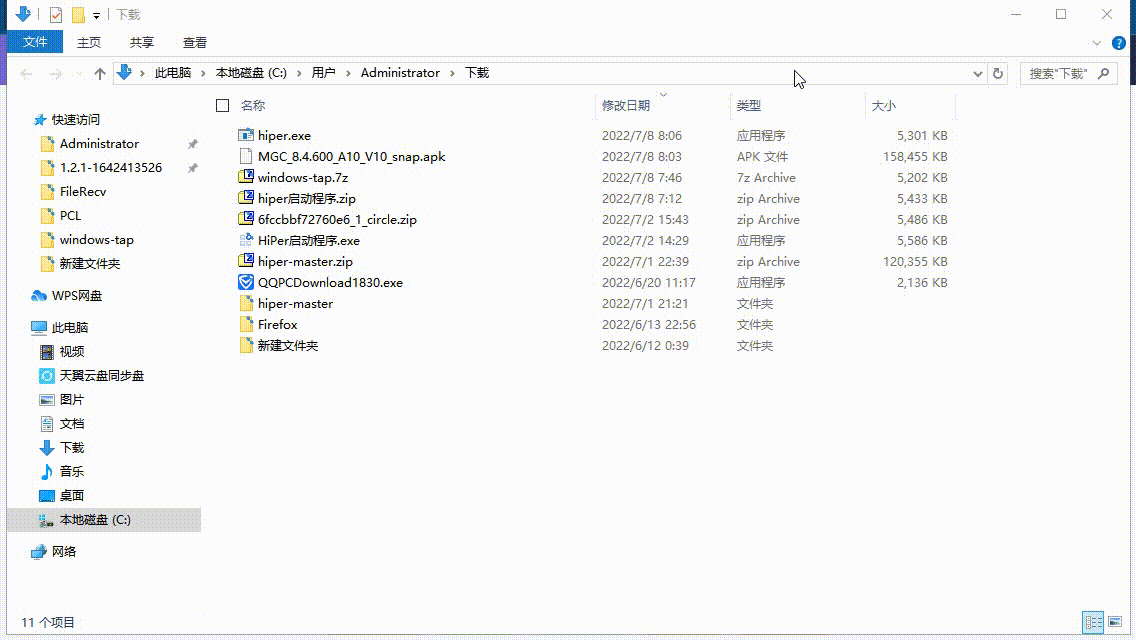 下载
文件 主页 共享 查看
此电脑 本地磁盘 (C:) 用户 Administrator 下载 搜索"下载"
名称 修改日期 类型 大小
快速访问
Administrator
1.2.1-1642413526
FileRecv
PCL
windows-tap
新建文件夹
WPS网盘
此电脑
视频
天翼云盘同步盘
图片
文档
下载
音乐
桌面
本地磁盘 (C:)
网络
hiper.exe 2022/7/8 8:06 应用程序 5,301 KB
MGC_8.4.600_A10_V10_snap.apk 2022/7/8 8:03 APK 文件 158,455 KB
windows-tap.7z 2022/7/8 7:46 7z Archive 5,202 KB
hiper启动程序.zip 2022/7/8 7:12 zip Archive 5,433 KB
6fccbbf72760e6_1_circle.zip 2022/7/2 15:43 zip Archive 5,486 KB
HiPer启动程序.exe 2022/7/2 14:29 应用程序 5,586 KB
hiper-master.zip 2022/7/1 22:39 zip Archive 120,355 KB
QQPCDownload1830.exe 2022/6/20 11:17 应用程序 2,136 KB
hiper-master 2022/7/1 21:21 文件夹
Firefox 2022/6/13 22:56 文件夹
新建文件夹 2022/6/12 0:39 文件夹
11 个项目